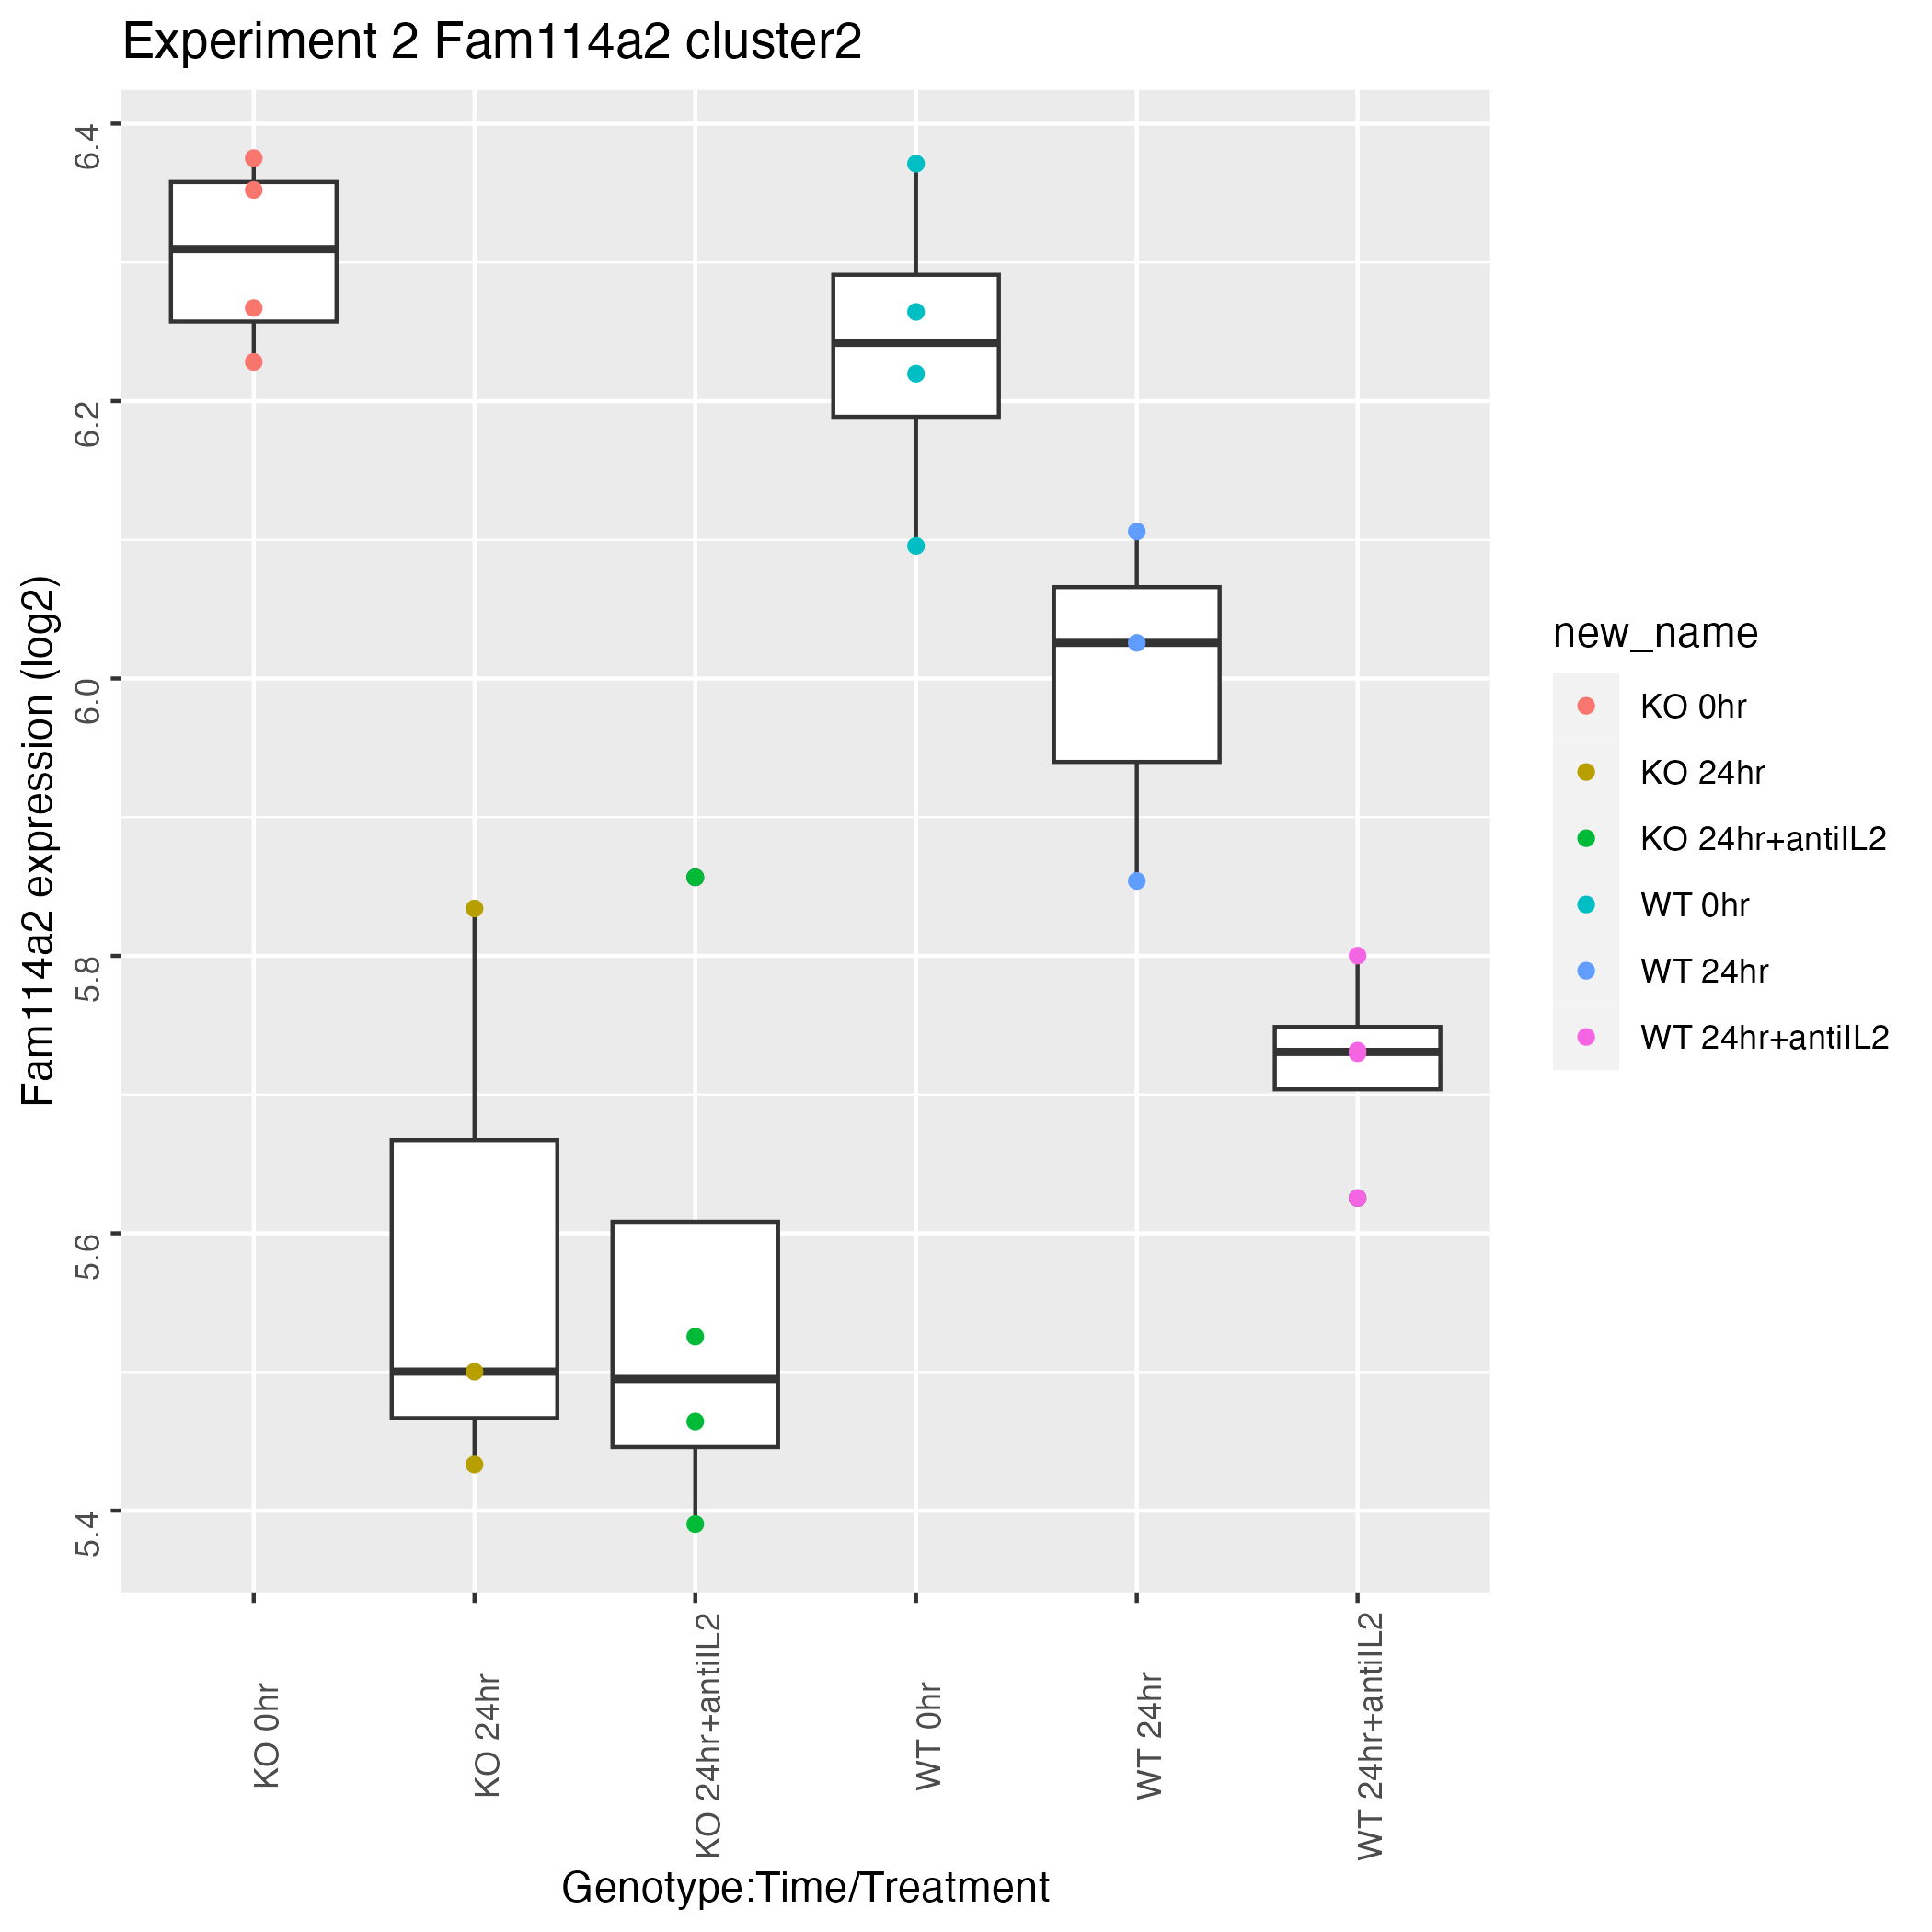 Experiment 2 Fam114a2 cluster2
Fam114a2 expression (log2)
6.4
6.2
6.0
5.8
5.6
5.4
KO 0hr
KO 24hr
KO 24hr+antiIL2
WT 0hr
WT 24hr
WT 24hr+antiIL2
Genotype:Time/Treatment
new_name
KO 0hr
KO 24hr
KO 24hr+antiIL2
WT 0hr
WT 24hr
WT 24hr+antiIL2